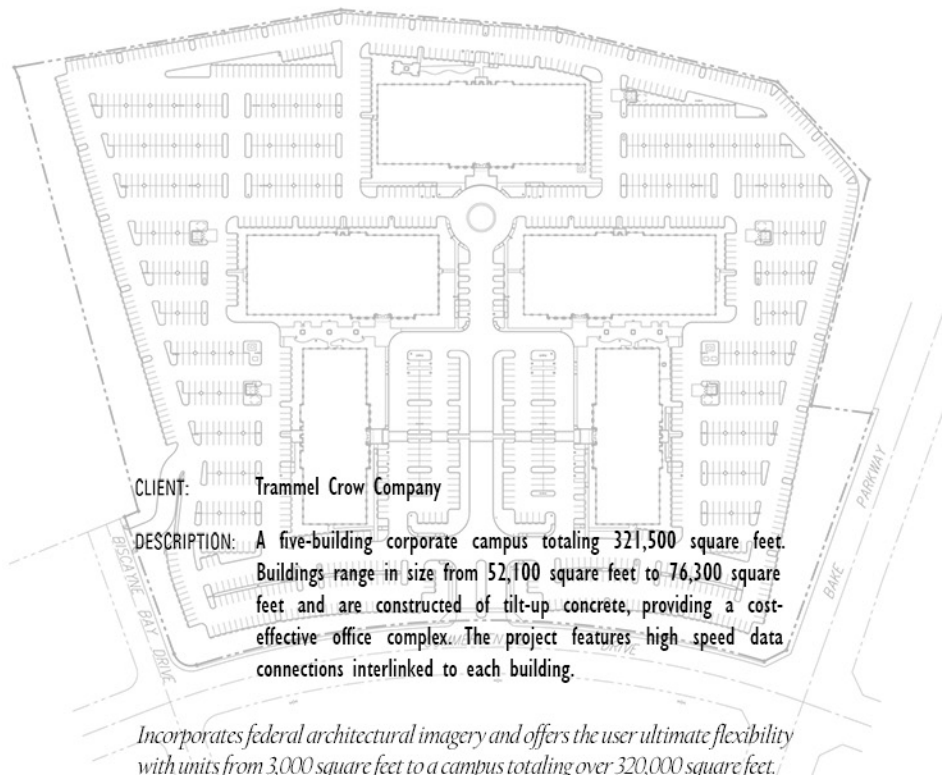 CLIENT: Trammel Crow Company
DESCRIPTION: A five-building corporate campus totaling 321,500 square feet.
Buildings range in size from 52,100 square feet to 76,300 square
feet and are constructed of tilt-up concrete, providing a cost-
effective office complex. The project features high speed data
connections interlinked to each building.
BISCAYNE BAY DRIVE
DRIVE
BAKE PARKWAY
Incorporates federal architectural imagery and offers the user ultimate flexibility
with units from 3,000 square feet to a campus totaling over 320,000 square feet.